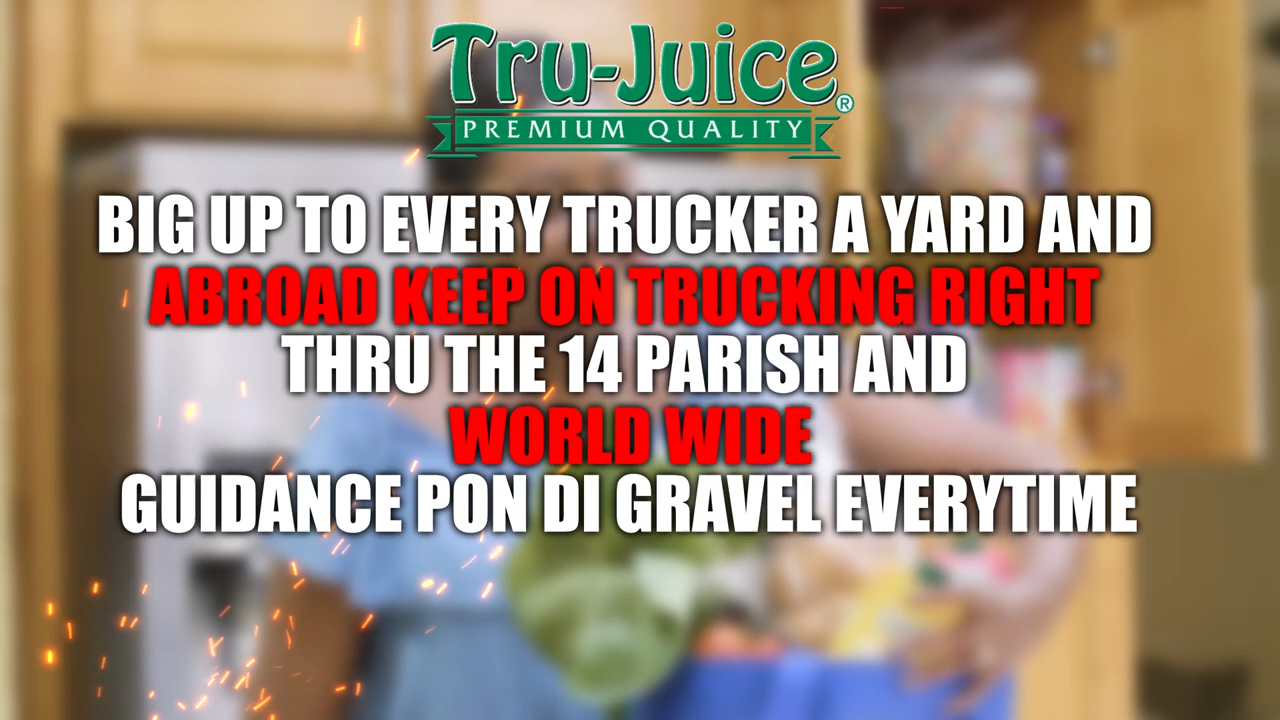 Tru-Juice®
PREMIUM QUALITY
BIG UP TO EVERY TRUCKER A YARD AND
ABROAD KEEP ON TRUCKING RIGHT
THRU THE 14 PARISH AND
WORLD WIDE
GUIDANCE PON DI GRAVEL EVERYTIME